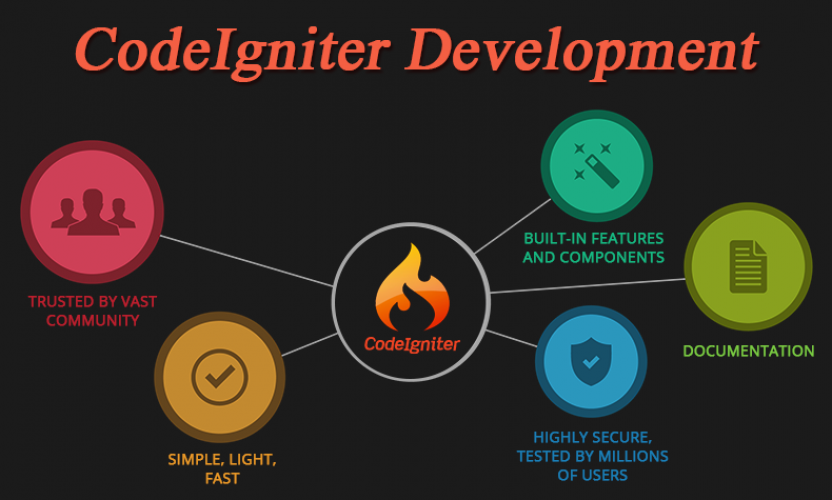 CodeIgniter Development
TRUSTED BY VAST
COMMUNITY
BUILT-IN FEATURES
AND COMPONENTS
CodeIgniter
DOCUMENTATION
SIMPLE, LIGHT,
FAST
HIGHLY SECURE,
TESTED BY MILLIONS
OF USERS